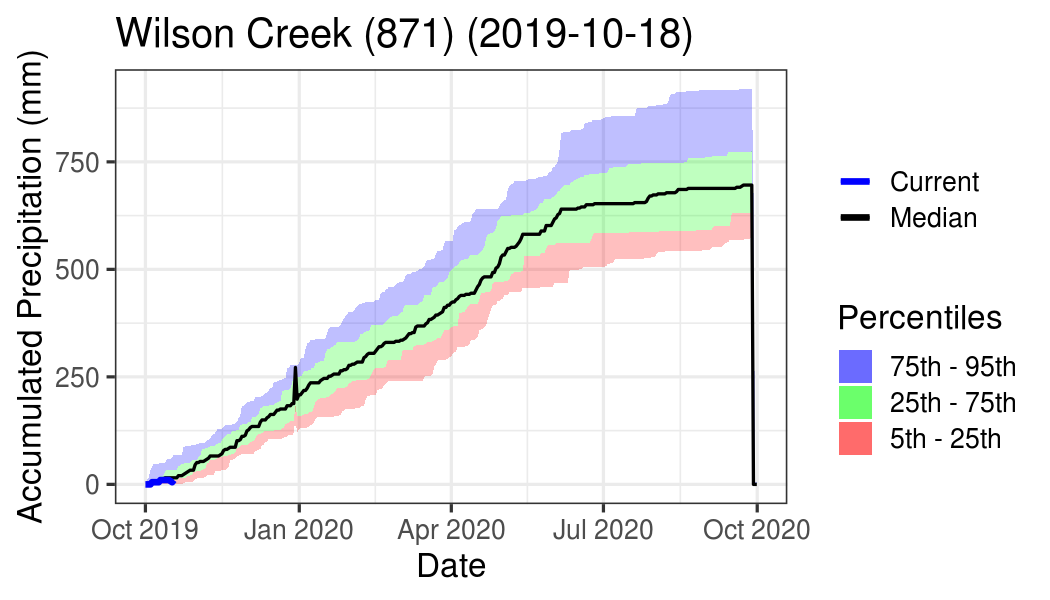 Wilson Creek (871) (2019-10-18)
Accumulated Precipitation (mm)
750
500
250
0
Oct 2019
Jan 2020
Apr 2020
Jul 2020
Oct 2020
Date
Current
Median
Percentiles
75th - 95th
25th - 75th
5th - 25th